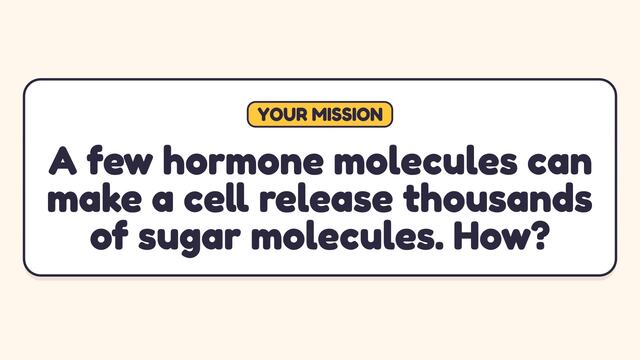 YOUR MISSION
A few hormone molecules can
make a cell release thousands
of sugar molecules. How?